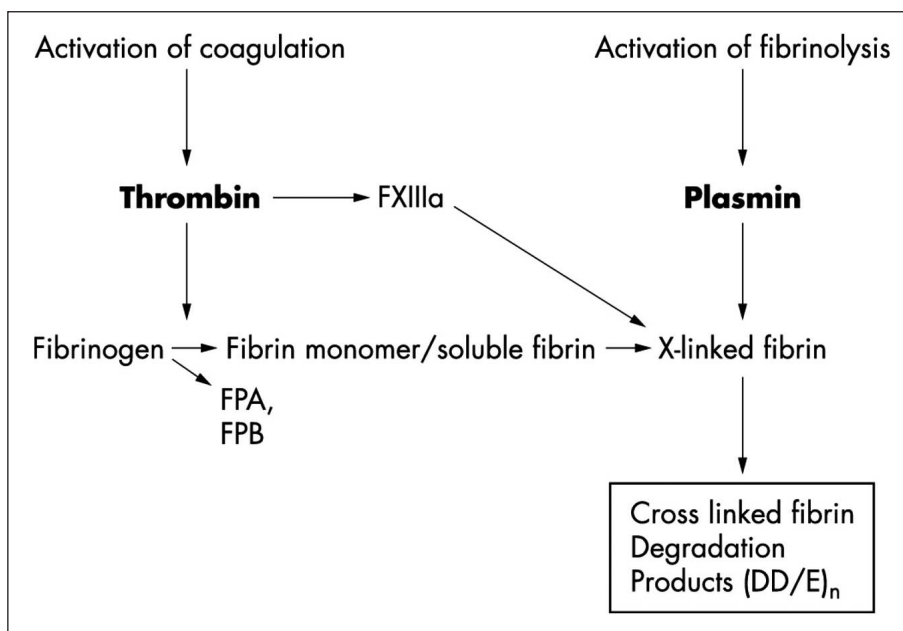 Activation of coagulation
Activation of fibrinolysis
Thrombin
FXIIIa
Plasmin
Fibrinogen
Fibrin monomer/soluble fibrin
X-linked fibrin
FPA,
FPB
Cross linked fibrin
Degradation
Products (DD/E)n